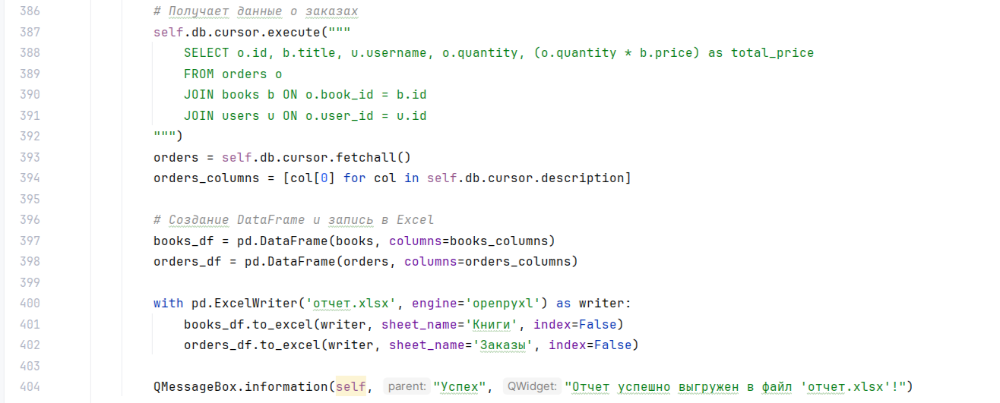 386 # Получает данные о заказах
387 self.db.cursor.execute("""
388 SELECT o.id, b.title, u.username, o.quantity, (o.quantity * b.price) as total_price
389 FROM orders o
390 JOIN books b ON o.book_id = b.id
391 JOIN users u ON o.user_id = u.id
392 """)
393 orders = self.db.cursor.fetchall()
394 orders_columns = [col[0] for col in self.db.cursor.description]
395
396 # Создание DataFrame и запись в Excel
397 books_df = pd.DataFrame(books, columns=books_columns)
398 orders_df = pd.DataFrame(orders, columns=orders_columns)
399
400 with pd.ExcelWriter('отчет.xlsx', engine='openpyxl') as writer:
401 books_df.to_excel(writer, sheet_name='Книги', index=False)
402 orders_df.to_excel(writer, sheet_name='Заказы', index=False)
403
404 QMessageBox.information(self, parent: "Успех", QWidget: "Отчет успешно выгружен в файл 'отчет.xlsx'!")